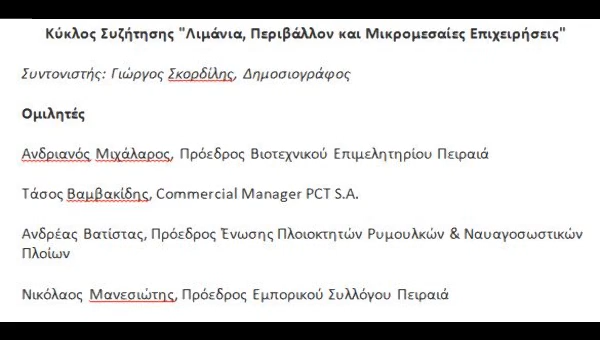 Κύκλος Συζήτησης "Λιμάνια, Περιβάλλον και Μικρομεσαίες Επιχειρήσεις"
Συντονιστής: Γιώργος Σκορδίλης, Δημοσιογράφος
Ομιλητές
Ανδριανός Μιχάλαρος, Πρόεδρος Βιοτεχνικού Επιμελητηρίου Πειραιά
Τάσος Βαμβακίδης, Commercial Manager PCT S.A.
Ανδρέας Βατίστας, Πρόεδρος Ένωσης Πλοιοκτητών Ρυμουλκών & Ναυαγοσωστικών
Πλοίων
Νικόλαος Μανεσιώτης, Πρόεδρος Εμπορικού Συλλόγου Πειραιά